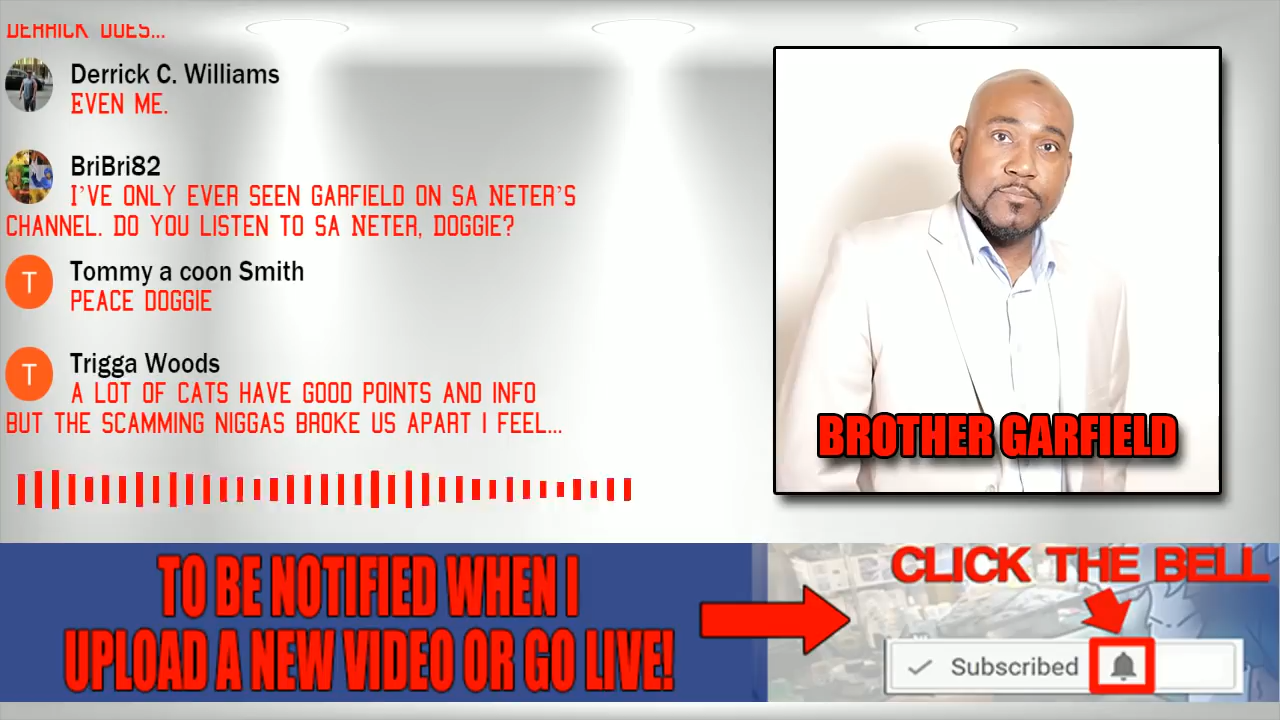 DERRICK DOES...
Derrick C. Williams
EVEN ME.
BriBri82
I'VE ONLY EVER SEEN GARFIELD ON SA NETER'S
CHANNEL. DO YOU LISTEN TO SA NETER, DOGGIE?
T
Tommy a coon Smith
PEACE DOGGIE
T
Trigga Woods
A LOT OF CATS HAVE GOOD POINTS AND INFO
BUT THE SCAMMING NIGGAS BROKE US APART I FEEL...
BROTHER GARFIELD
TO BE NOTIFIED WHEN I
UPLOAD A NEW VIDEO OR GO LIVE!
CLICK THE BELL
Subscribed